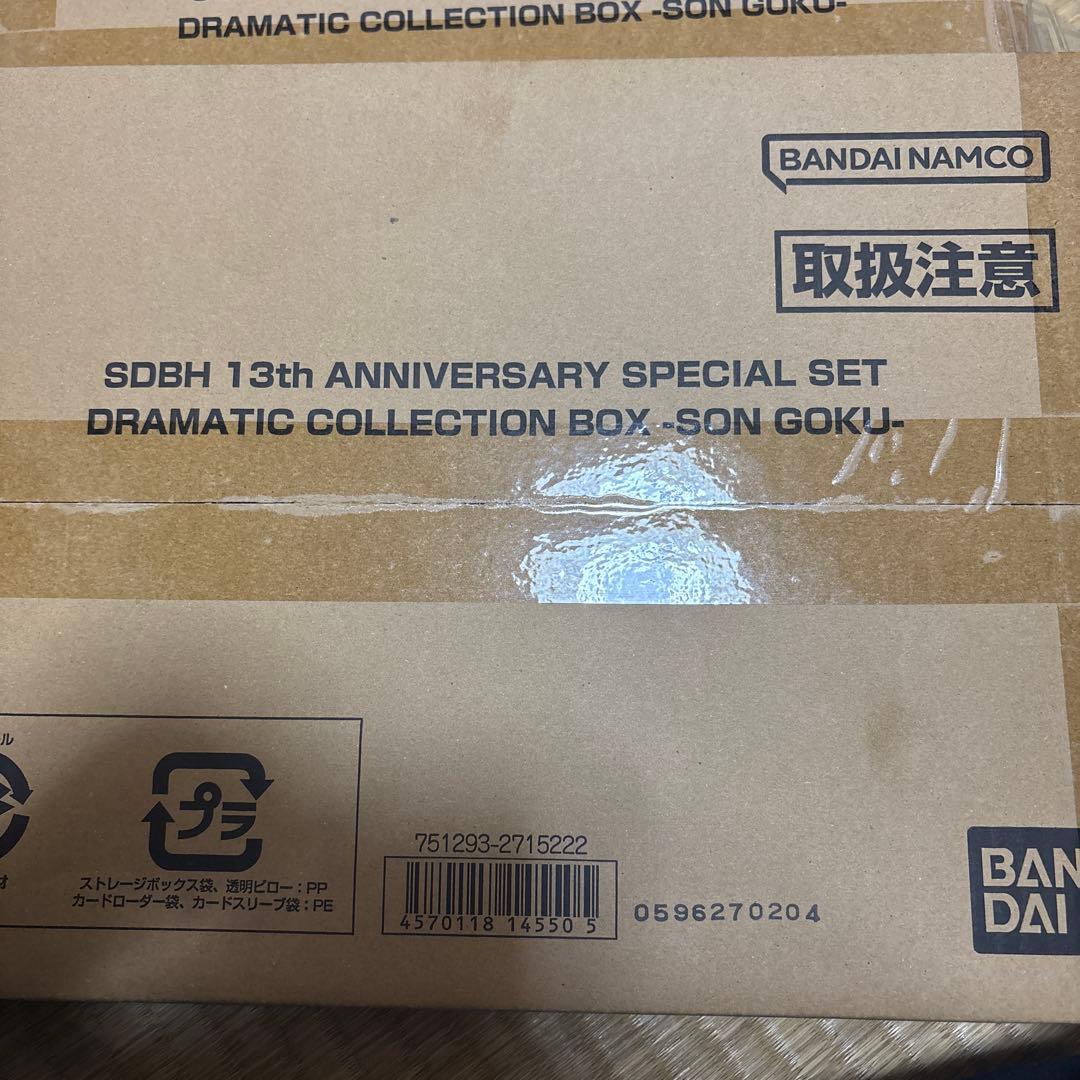 DRAMATIC COLLECTION BOX -SON GOKU-
BANDAI NAMCO
取扱注意
SDBH 13th ANNIVERSARY SPECIAL SET
DRAMATIC COLLECTION BOX -SON GOKU-
プラ
ストレージボックス袋、透明ピロー：PP
カードローダー袋、カードスリーブ袋：PE
751293-2715222
4570118 14550 5
0596270204
BAN
DAI